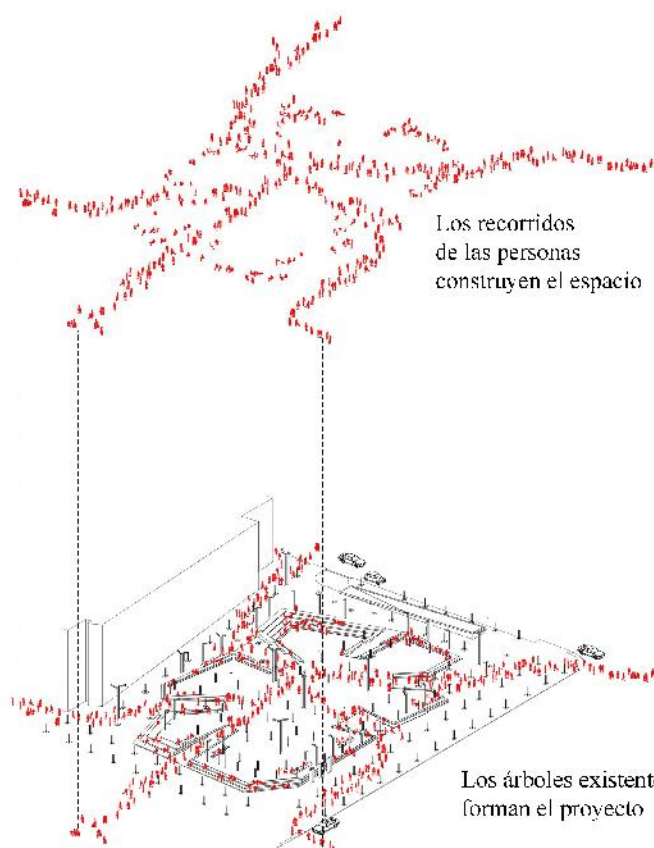 Los recorridos
de las personas
construyen el espacio
Los árboles existent
forman el proyecto